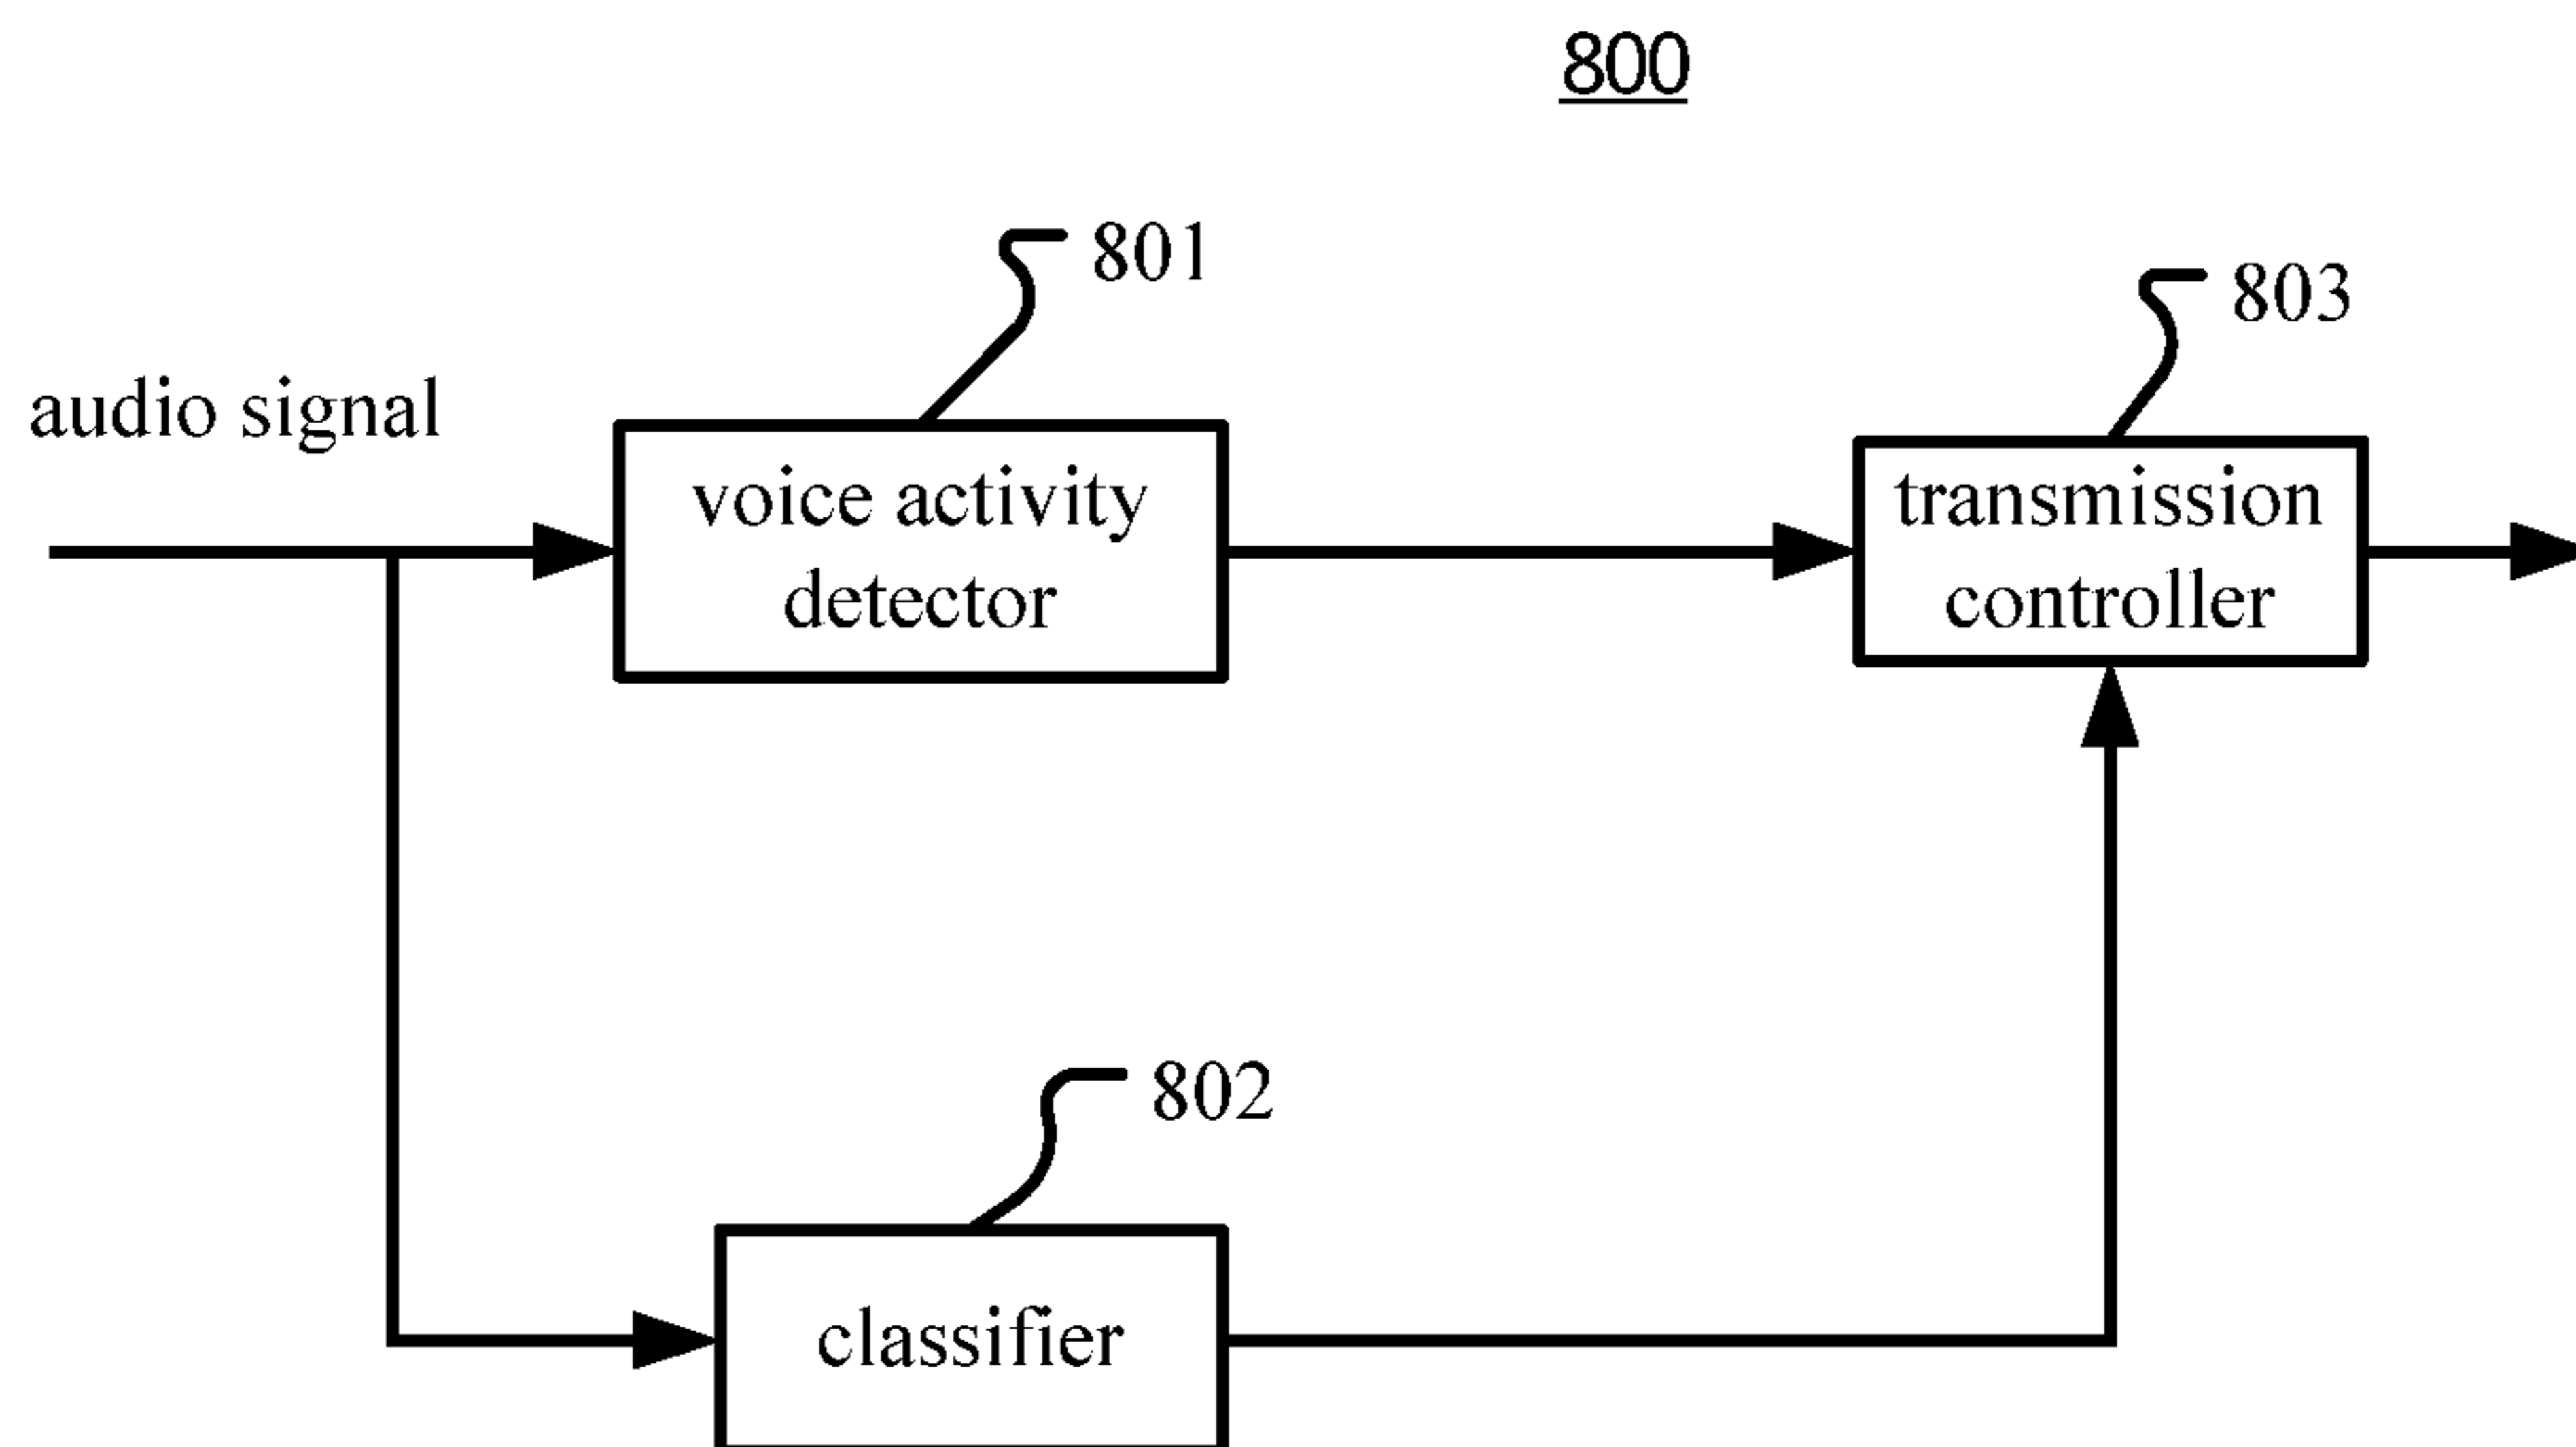 800
801
803
audio signal
voice activity
detector
transmission
controller
802
classifier